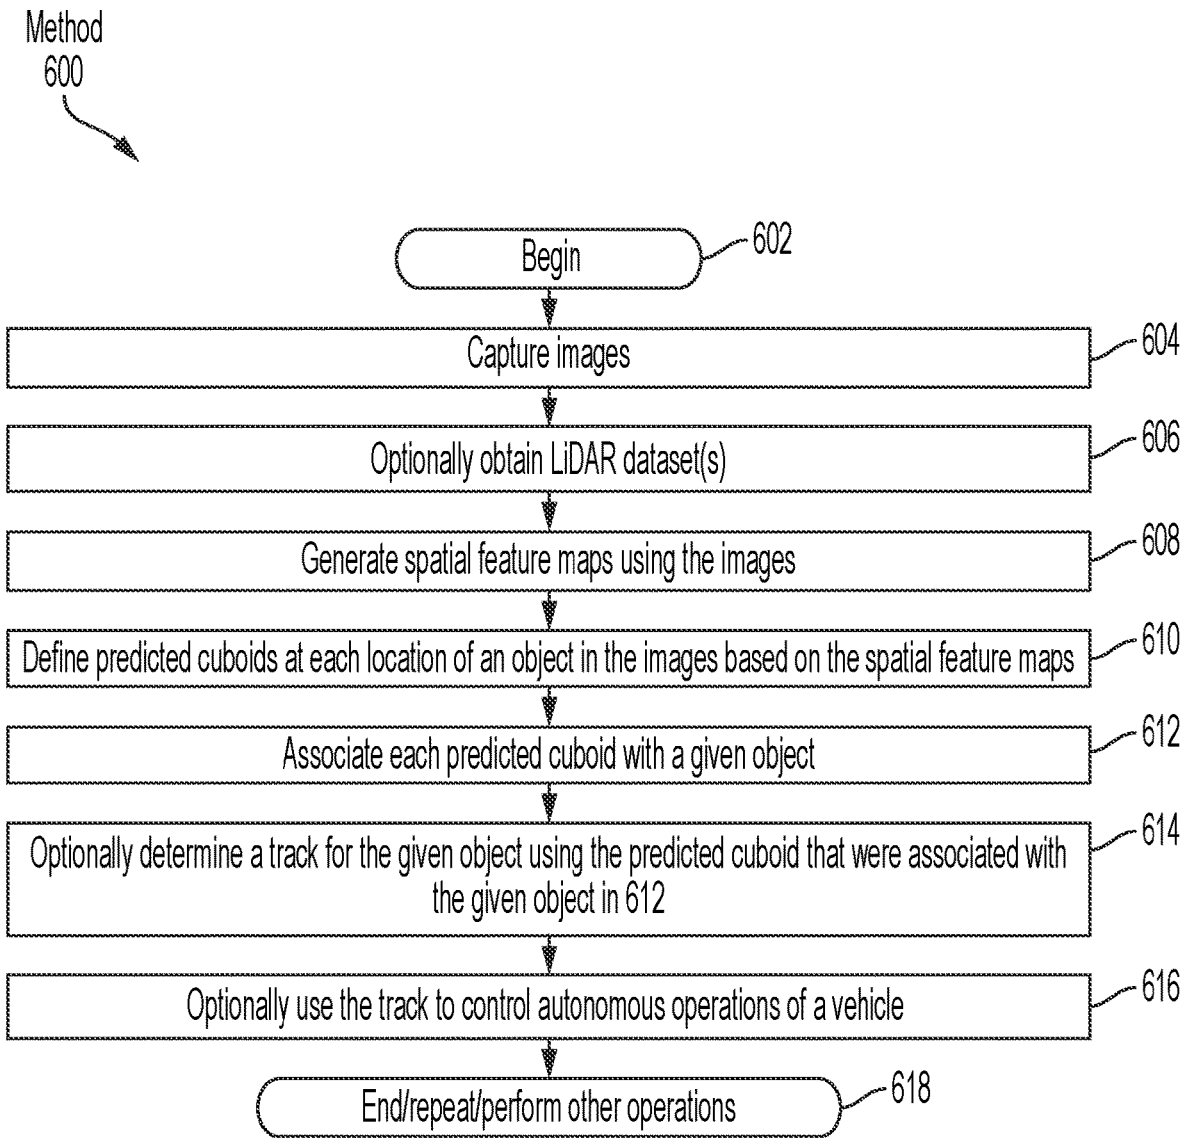 Method
600
Begin
602
Capture images
604
Optionally obtain LiDAR dataset(s)
606
Generate spatial feature maps using the images
608
Define predicted cuboids at each location of an object in the images based on the spatial feature maps
610
Associate each predicted cuboid with a given object
612
Optionally determine a track for the given object using the predicted cuboid that were associated with
the given object in 612
614
Optionally use the track to control autonomous operations of a vehicle
616
End/repeat/perform other operations
618